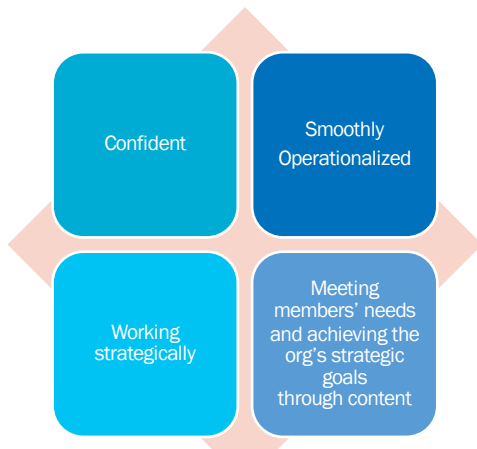 Confident
Smoothly
Operationalized
Working
strategically
Meeting
members’ needs
and achieving the
org’s strategic
goals
through content